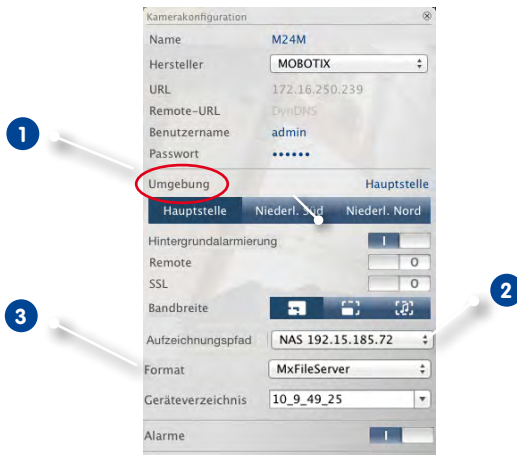 Kamerakonfiguration
Name M24M
Hersteller MOBOTIX
URL 172.16.250.239
Remote-URL DynDNS
Benutzername admin
1
Passwort ••••••
Umgebung Hauptstelle
Hauptstelle Niederl. Süd Niederl. Nord
Hintergrundalarmierung I
Remote O
SSL O
2
Bandbreite
3
Aufzeichnungspfad NAS 192.15.185.72
Format MxFileServer
Geräteverzeichnis 10_9_49_25
Alarme I